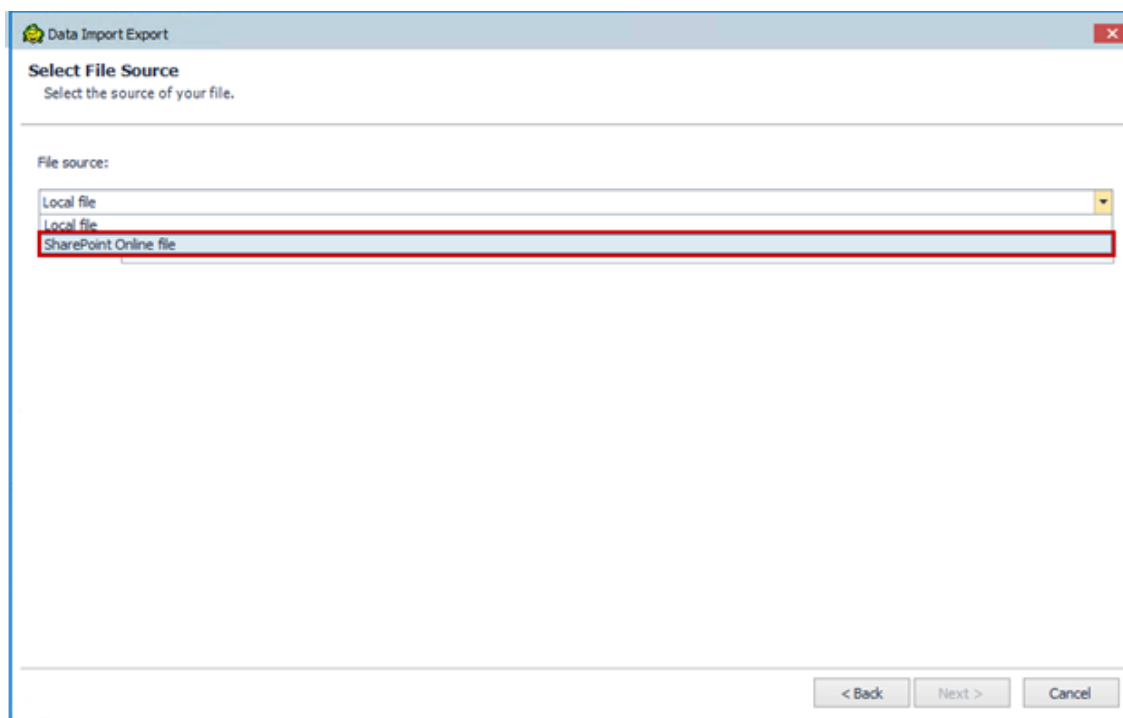 Data Import Export
Select File Source
Select the source of your file.
File source:
Local file
Local file
SharePoint Online file
< Back Next > Cancel